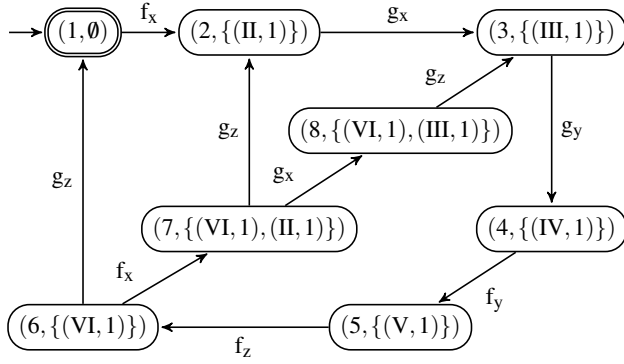 (1,∅) f_x (2,{(II,1)}) g_x (3,{(III,1)})
g_z
g_z (8,{(VI,1),(III,1)}) g_y
g_z g_x
(7,{(VI,1),(II,1)}) (4,{(IV,1)})
f_x f_y
(6,{(VI,1)}) f_z (5,{(V,1)})